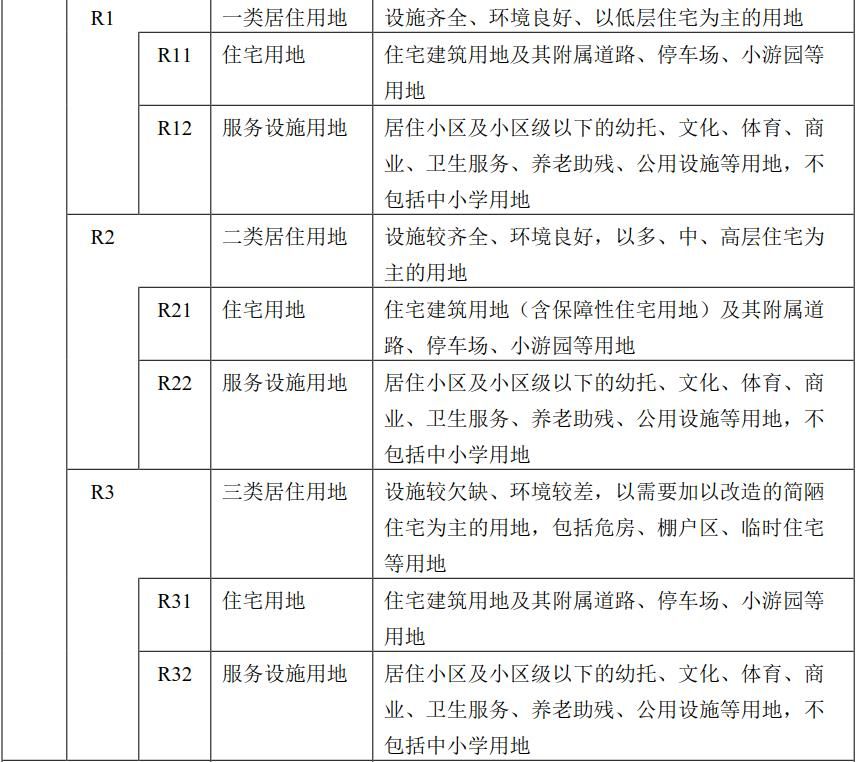 R1 一类居住用地 设施齐全、环境良好、以低层住宅为主的用地
R11 住宅用地 住宅建筑用地及其附属道路、停车场、小游园等
用地
R12 服务设施用地 居住小区及小区级以下的幼托、文化、体育、商
业、卫生服务、养老助残、公用设施等用地，不
包括中小学用地
R2 二类居住用地 设施较齐全、环境良好，以多、中、高层住宅为
主的用地
R21 住宅用地 住宅建筑用地（含保障性住宅用地）及其附属道
路、停车场、小游园等用地
R22 服务设施用地 居住小区及小区级以下的幼托、文化、体育、商
业、卫生服务、养老助残、公用设施等用地，不
包括中小学用地
R3 三类居住用地 设施较欠缺、环境较差，以需要加以改造的简陋
住宅为主的用地，包括危房、棚户区、临时住宅
等用地
R31 住宅用地 住宅建筑用地及其附属道路、停车场、小游园等
用地
R32 服务设施用地 居住小区及小区级以下的幼托、文化、体育、商
业、卫生服务、养老助残、公用设施等用地，不
包括中小学用地